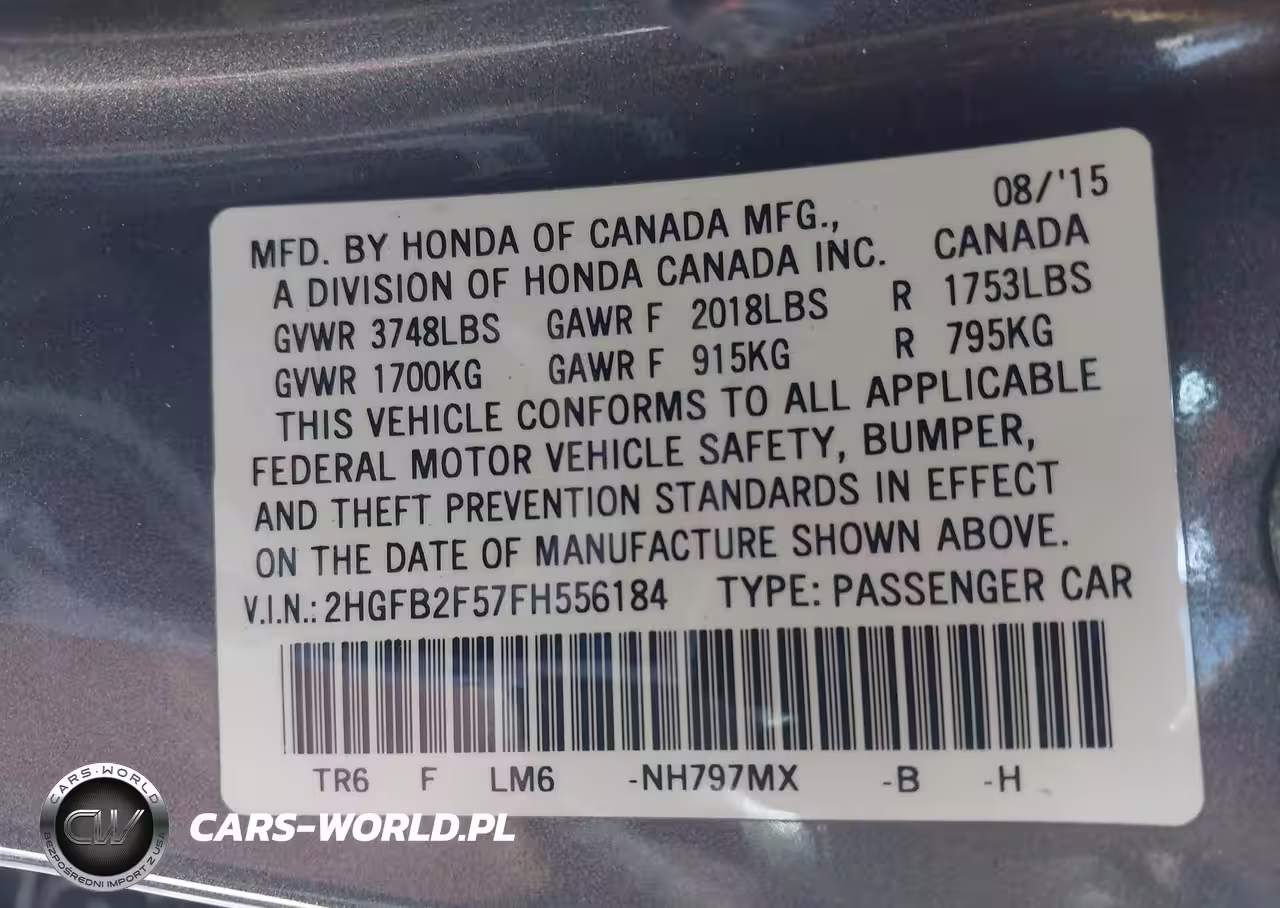 08/'15
MFD. BY HONDA OF CANADA MFG.,
A DIVISION OF HONDA CANADA INC. CANADA
GVWR 3748LBS GAWR F 2018LBS R 1753LBS
GVWR 1700KG GAWR F 915KG R 795KG
THIS VEHICLE CONFORMS TO ALL APPLICABLE
FEDERAL MOTOR VEHICLE SAFETY, BUMPER,
AND THEFT PREVENTION STANDARDS IN EFFECT
ON THE DATE OF MANUFACTURE SHOWN ABOVE.
V.I.N.: 2HGFB2F57FH556184 TYPE: PASSENGER CAR
TR6 F LM6 -NH797MX -B -H
CARS-WORLD
CW
BEZPOŚREDNI IMPORT Z USA
CARS-WORLD.PL